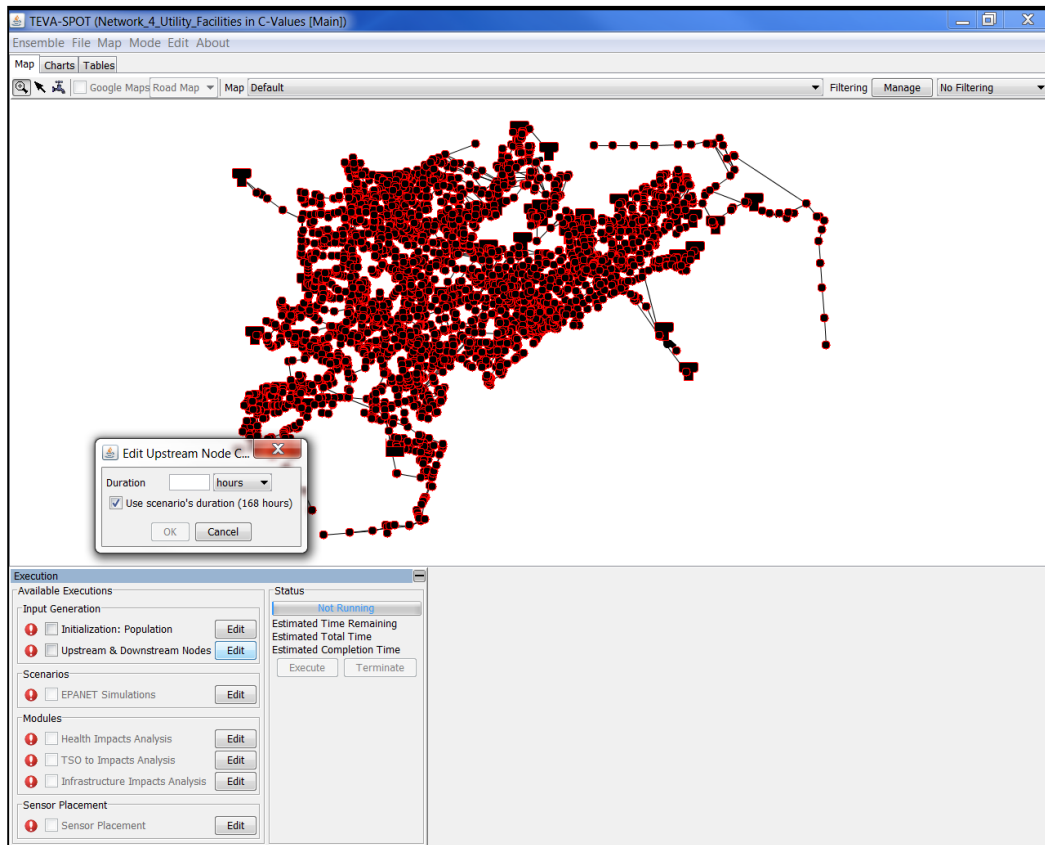 TEVA-SPOT (Network_4_Utility_Facilities in C-Values [Main])
Ensemble File Map Mode Edit About
Map Charts Tables
Google Maps Road Map Map Default Filtering Manage No Filtering
Edit Upstream Node C...
Duration hours
Use scenario's duration (168 hours)
OK Cancel
Execution
Available Executions
Input Generation
Initialization: Population Edit
Upstream & Downstream Nodes Edit
Scenarios
EPANET Simulations Edit
Modules
Health Impacts Analysis Edit
TSO to Impacts Analysis Edit
Infrastructure Impacts Analysis Edit
Sensor Placement
Sensor Placement Edit
Status
Not Running
Estimated Time Remaining
Estimated Total Time
Estimated Completion Time
Execute Terminate